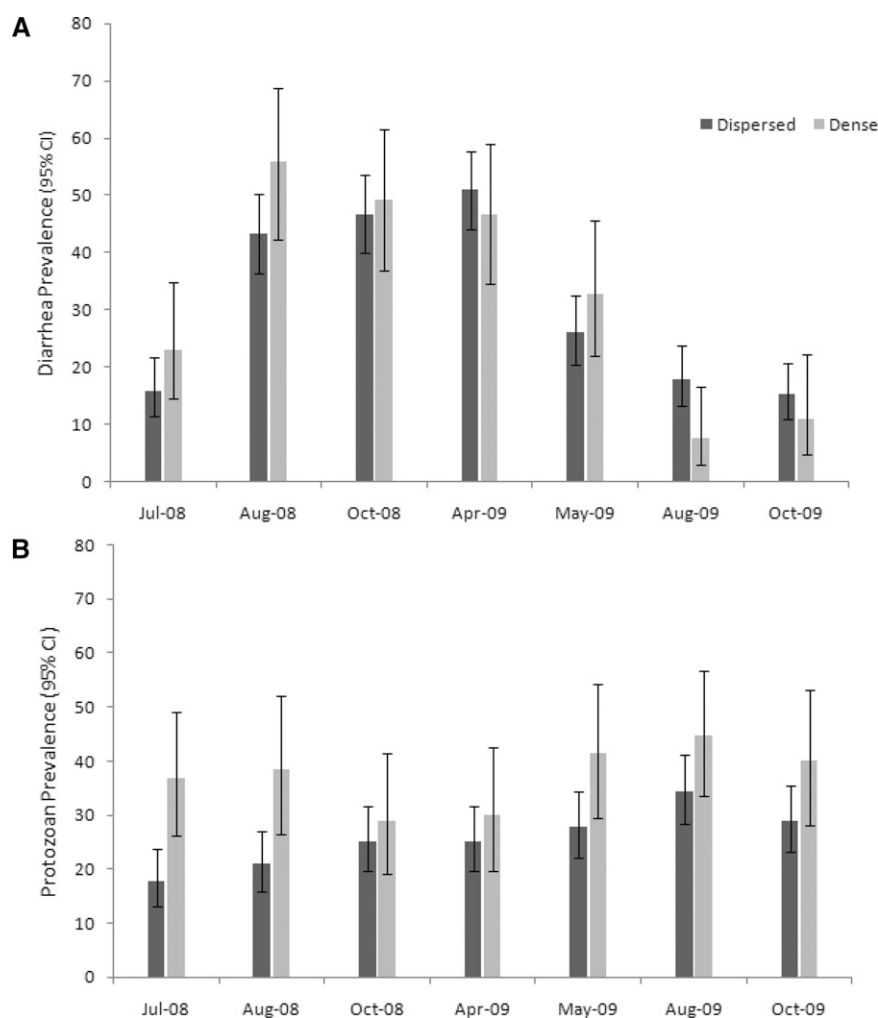 A
Diarrhea Prevalence (95% CI)
80
70
60
50
40
30
20
10
0
Dispersed Dense
Jul-08 Aug-08 Oct-08 Apr-09 May-09 Aug-09 Oct-09
B
Protozoan Prevalence (95% CI)
80
70
60
50
40
30
20
10
0
Jul-08 Aug-08 Oct-08 Apr-09 May-09 Aug-09 Oct-09